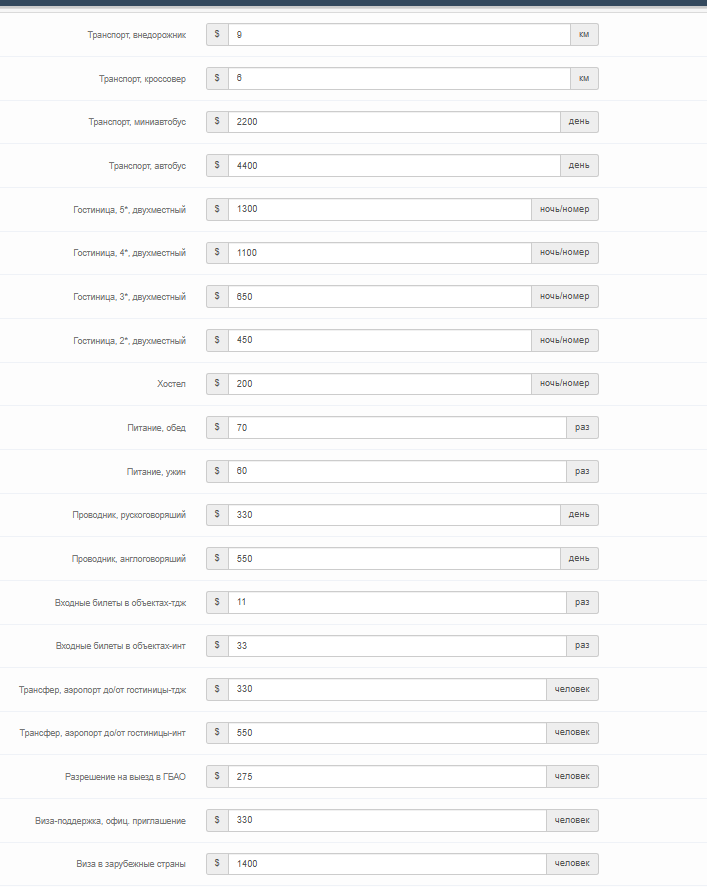 Транспорт, внедорожник $ 9 км
Транспорт, кроссовер $ 6 км
Транспорт, миниавтобус $ 2200 день
Транспорт, автобус $ 4400 день
Гостиница, 5*, двухместный $ 1300 ночь/номер
Гостиница, 4*, двухместный $ 1100 ночь/номер
Гостиница, 3*, двухместный $ 650 ночь/номер
Гостиница, 2*, двухместный $ 450 ночь/номер
Хостел $ 200 ночь/номер
Питание, обед $ 70 раз
Питание, ужин $ 60 раз
Проводник, рускоговоряший $ 330 день
Проводник, англоговоряший $ 550 день
Входные билеты в объектах-тдж $ 11 раз
Входные билеты в объектах-инт $ 33 раз
Трансфер, аэропорт до/от гостиницы-тдж $ 330 человек
Трансфер, аэропорт до/от гостиницы-инт $ 550 человек
Разрешение на выезд в ГБАО $ 275 человек
Виза-поддержка, офиц. приглашение $ 330 человек
Виза в зарубежные страны $ 1400 человек